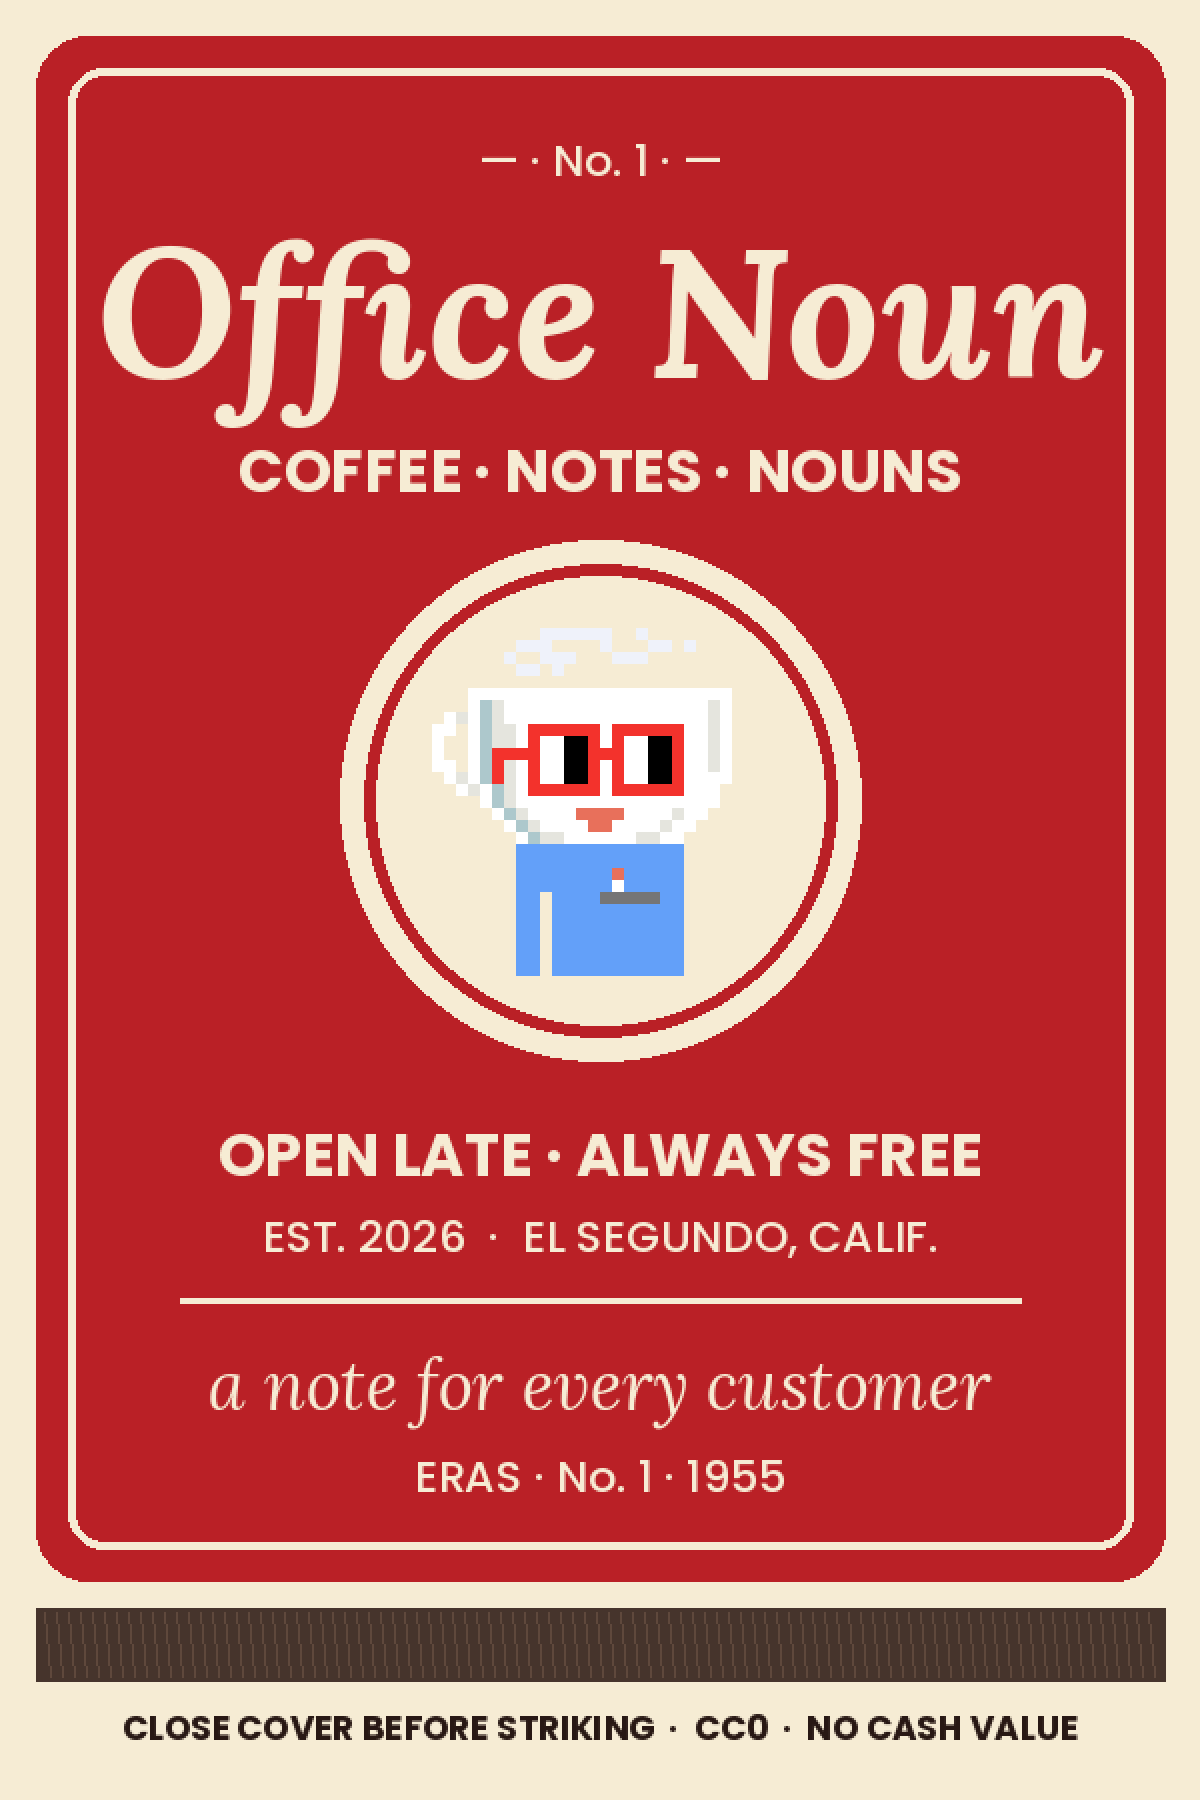 — · No. 1 · —
Office Noun
COFFEE · NOTES · NOUNS
OPEN LATE · ALWAYS FREE
EST. 2026 · EL SEGUNDO, CALIF.
a note for every customer
ERAS · No. 1 · 1955
CLOSE COVER BEFORE STRIKING · CC0 · NO CASH VALUE